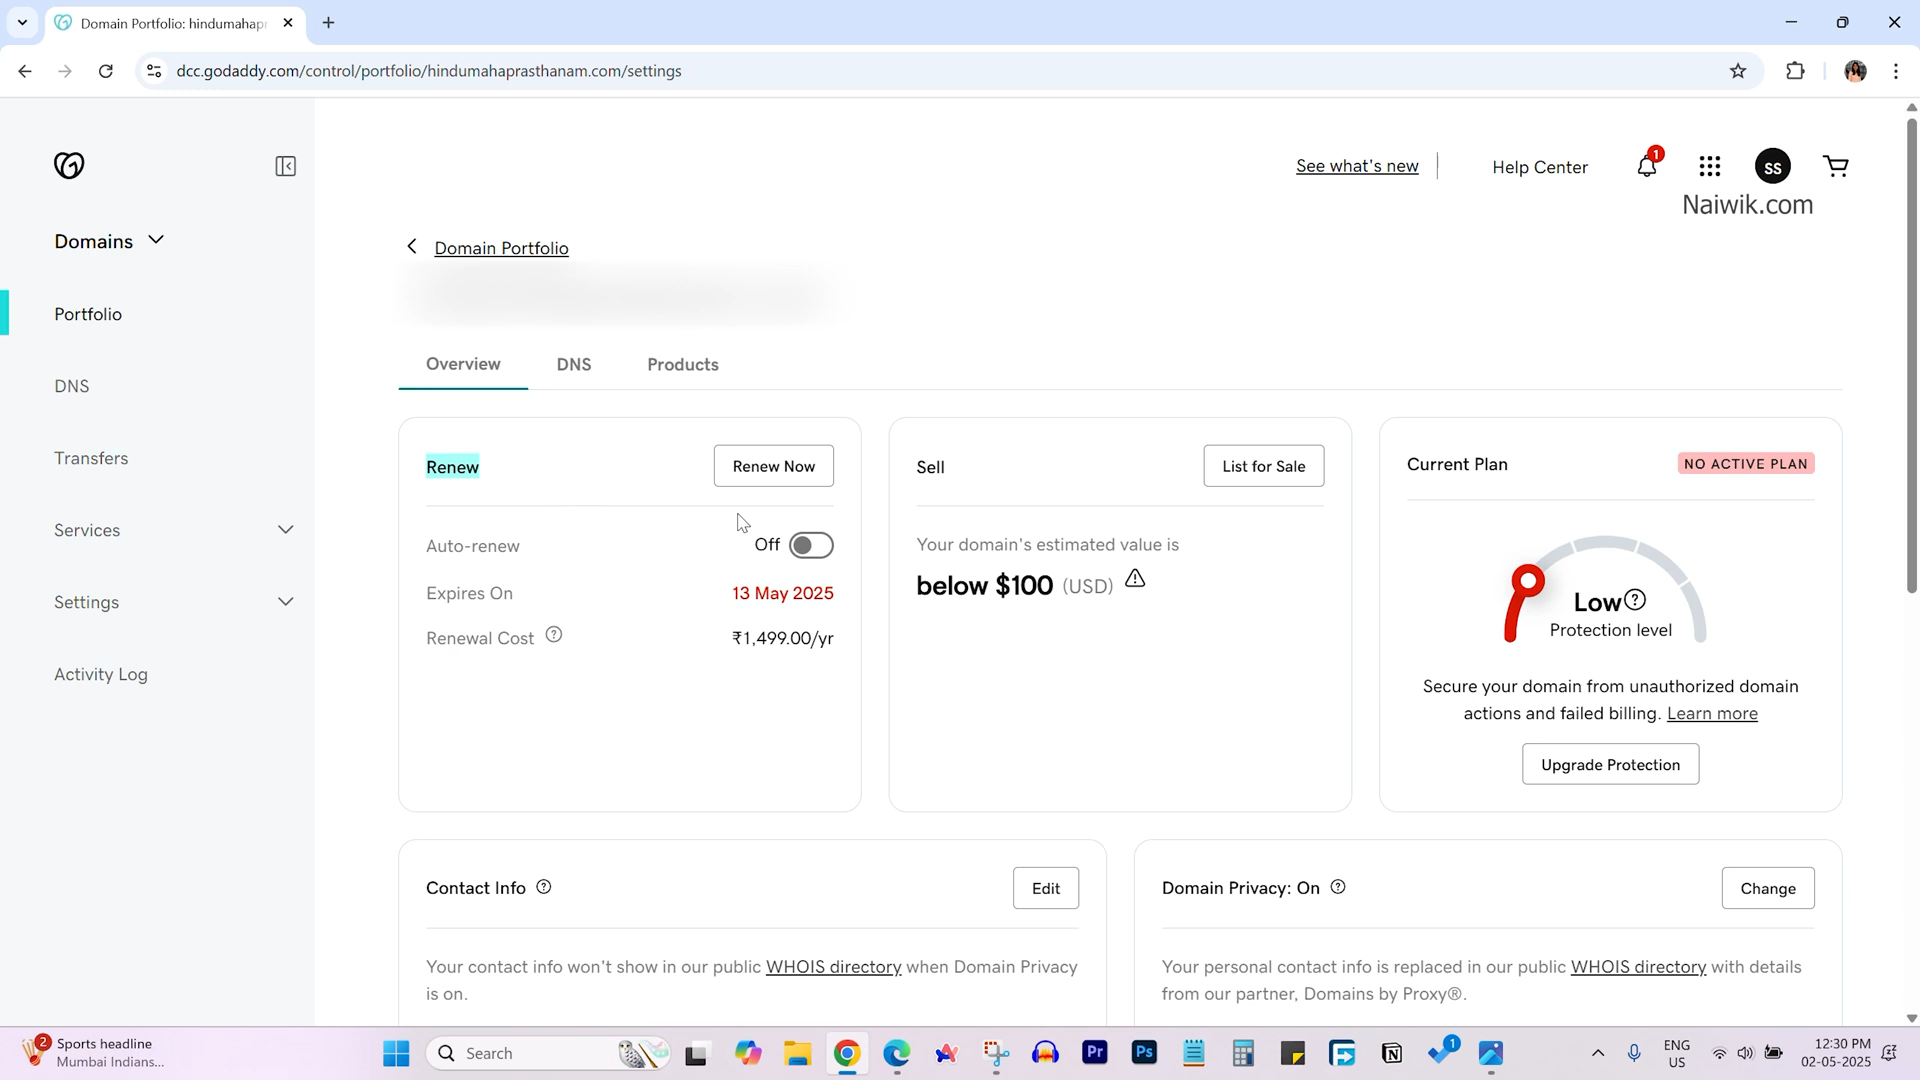 Domain Portfolio: hindumahapr
dcc.godaddy.com/control/portfolio/hindumahaprasthanam.com/settings
See what's new
Help Center
1
SS
Naiwik.com
Domains
Portfolio
DNS
Transfers
Services
Settings
Activity Log
Domain Portfolio
Overview
DNS
Products
Renew
Renew Now
Auto-renew
Off
Expires On
13 May 2025
Renewal Cost
₹1,499.00/yr
Sell
List for Sale
Your domain's estimated value is
below $100 (USD)
Current Plan
NO ACTIVE PLAN
Low
Protection level
Secure your domain from unauthorized domain
actions and failed billing. Learn more
Upgrade Protection
Contact Info
Edit
Your contact info won't show in our public WHOIS directory when Domain Privacy
is on.
Domain Privacy: On
Change
Your personal contact info is replaced in our public WHOIS directory with details
from our partner, Domains by Proxy®.
2
Sports headline
Mumbai Indians...
Search
Pr
Ps
1
ENG
US
12:30 PM
02-05-2025